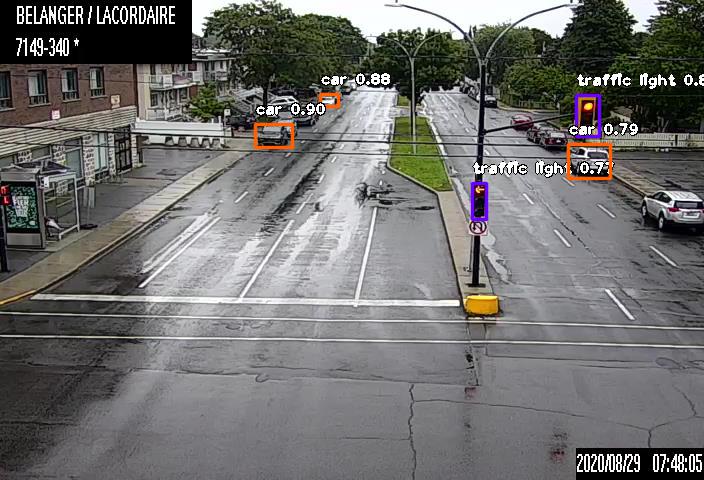 BELANGER / LACORDAIRE
7149-340 *
car 0.88
traffic light 0.8
car 0.90
car 0.79
traffic light 0.77
2020/08/29 07:48:05